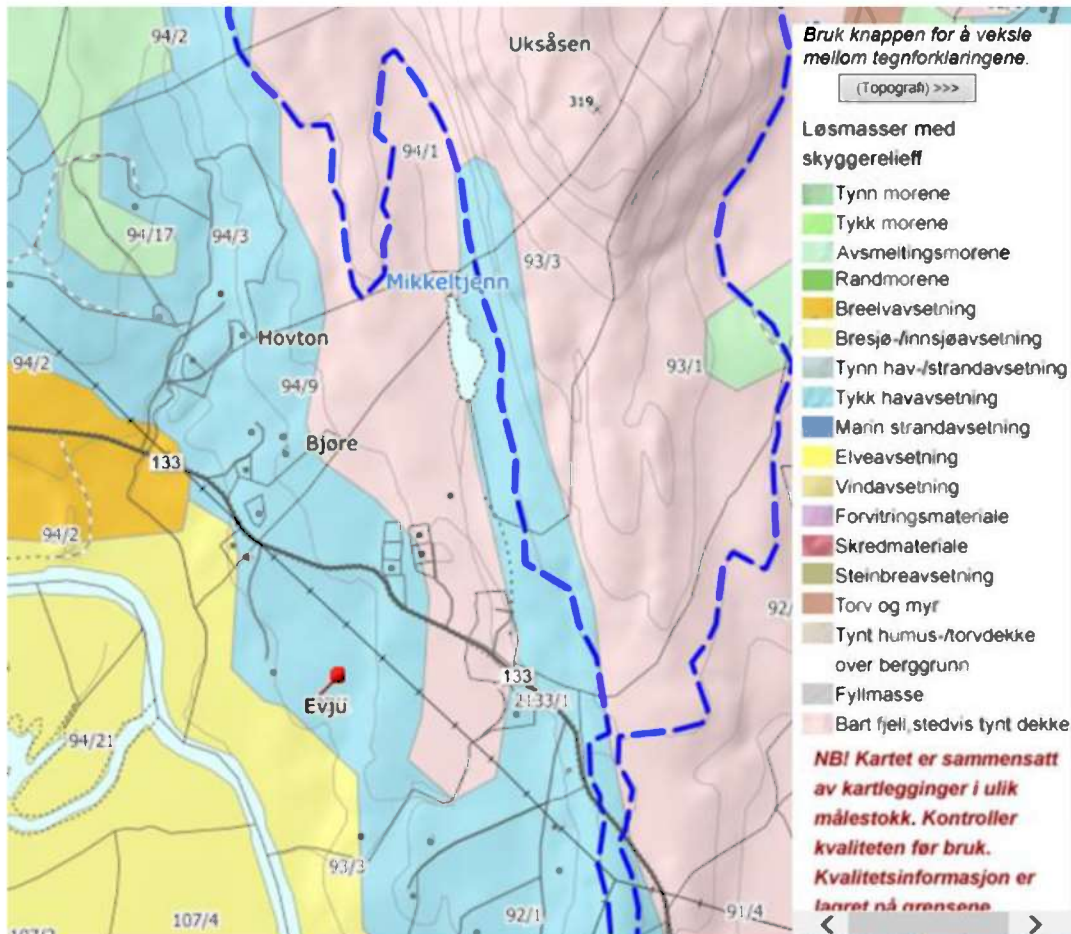 94/2
Uksåsen
319
94/1
94/17
94/3
93/3
Mikkeltjenn
Hovton
94/2
94/9
93/1
Bjøre
133
94/2
92/
133
2133/1
Evju
94/21
93/3
107/4
92/1
91/4
Bruk knappen for å veksle
mellom tegnforklaringene.
(Topografi) >>>
Løsmasser med
skyggerelieff
Tynn morene
Tykk morene
Avsmeltingsmorene
Randmorene
Breelvavsetning
Bresjø-/innsjøavsetning
Tynn hav-/strandavsetning
Tykk havavsetning
Marin strandavsetning
Elveavsetning
Vindavsetning
Forvitringsmateriale
Skredmateriale
Steinbreavsetning
Torv og myr
Tynt humus-/torvdekke
over berggrunn
Fyllmasse
Bart fjell, stedvis tynt dekke
NB! Kartet er sammensatt
av kartlegginger i ulik
målestokk. Kontroller
kvaliteten før bruk.
Kvalitetsinformasjon er
lagret på grensene